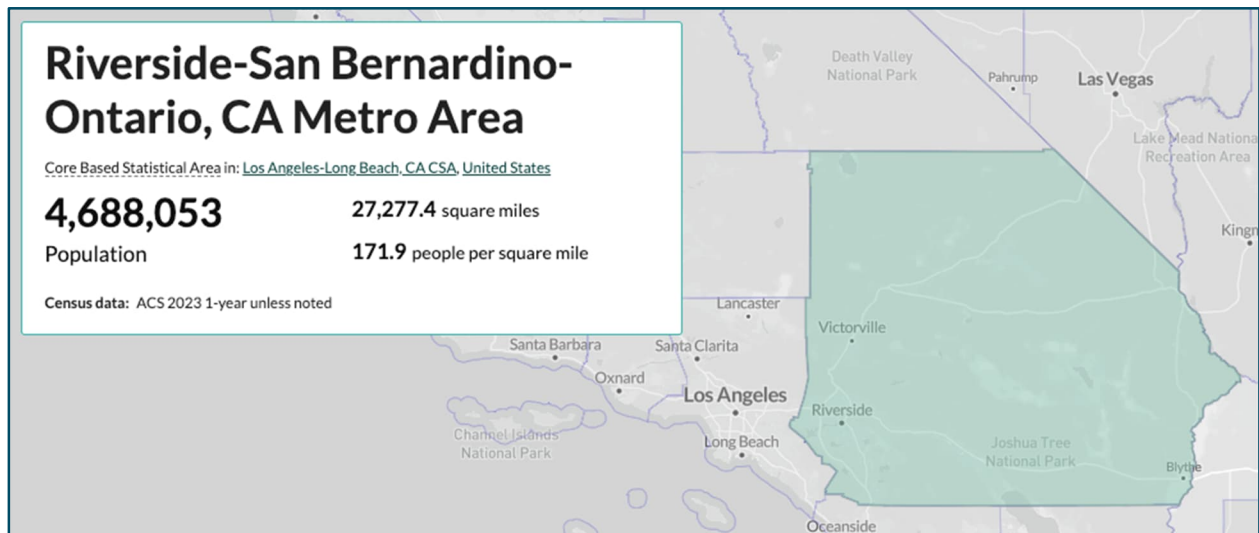 Riverside-San Bernardino-
Ontario, CA Metro Area
Core Based Statistical Area in: Los Angeles-Long Beach, CA CSA, United States
4,688,053
Population
27,277.4 square miles
171.9 people per square mile
Census data: ACS 2023 1-year unless noted
Death Valley
National Park
Pahrump
Las Vegas
Lake Mead Nationa
Recreation Area
Kingm
Lancaster
Victorville
Santa Barbara
Santa Clarita
Oxnard
Los Angeles
Riverside
Channel Islands
National Park
Long Beach
Joshua Tree
National Park
Blythe
Oceanside